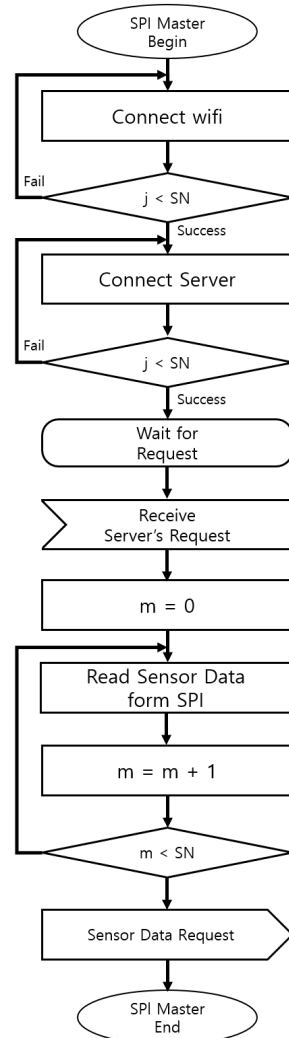 SPI Master
Begin
Connect wifi
Fail
j < SN
Success
Connect Server
Fail
j < SN
Success
Wait for
Request
Receive
Server's Request
m = 0
Read Sensor Data
form SPI
m = m + 1
m < SN
Sensor Data Request
SPI Master
End